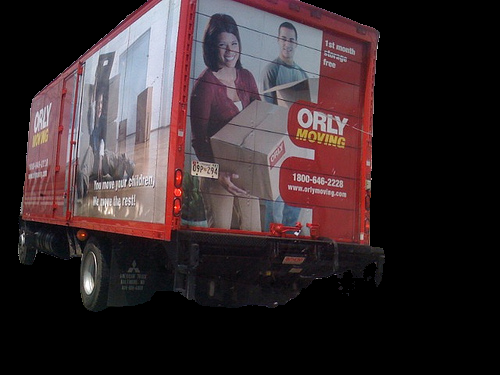 1st month
storage
free
ORLY
MOVING
1800-646-2228
www.orlymoving.com
ORLY
You move your children,
We move the rest!
ORLY
MOVING